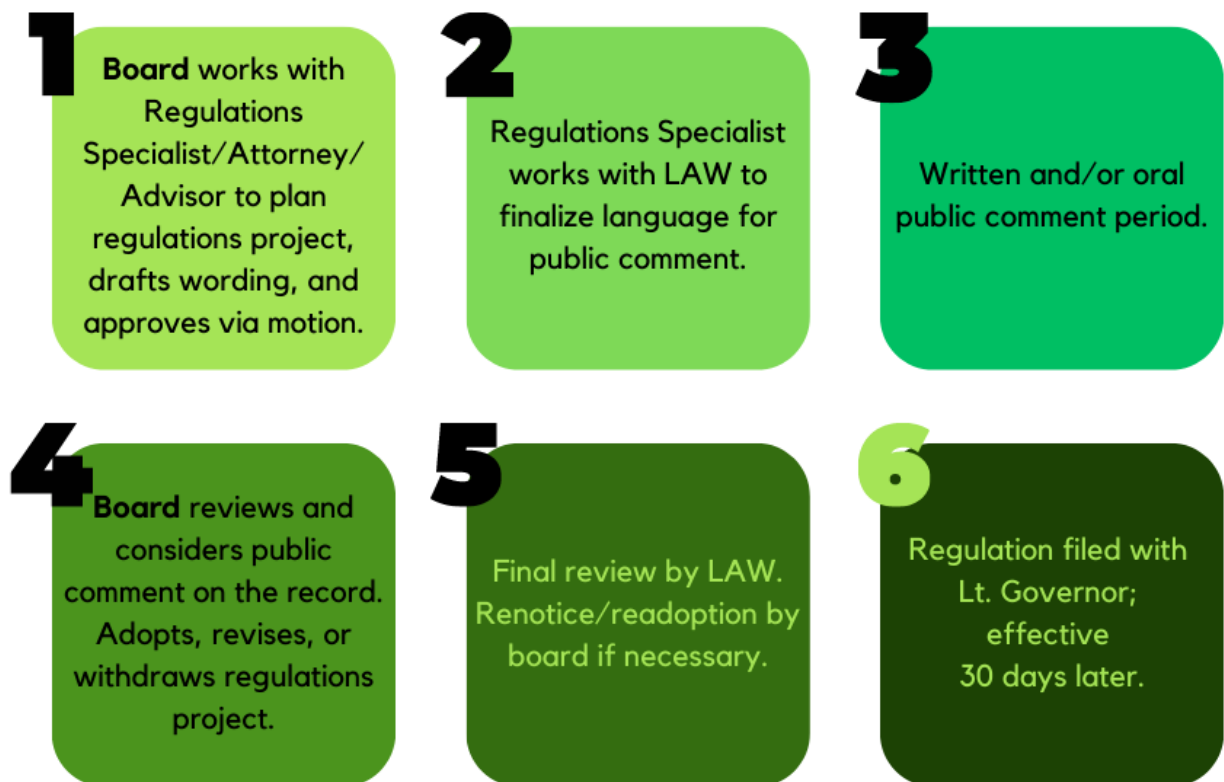 1
Board works with
Regulations
Specialist/Attorney/
Advisor to plan
regulations project,
drafts wording, and
approves via motion.
2
Regulations Specialist
works with LAW to
finalize language for
public comment.
3
Written and/or oral
public comment period.
4
Board reviews and
considers public
comment on the record.
Adopts, revises, or
withdraws regulations
project.
5
Final review by LAW.
Renotice/readoption by
board if necessary.
6
Regulation filed with
Lt. Governor;
effective
30 days later.